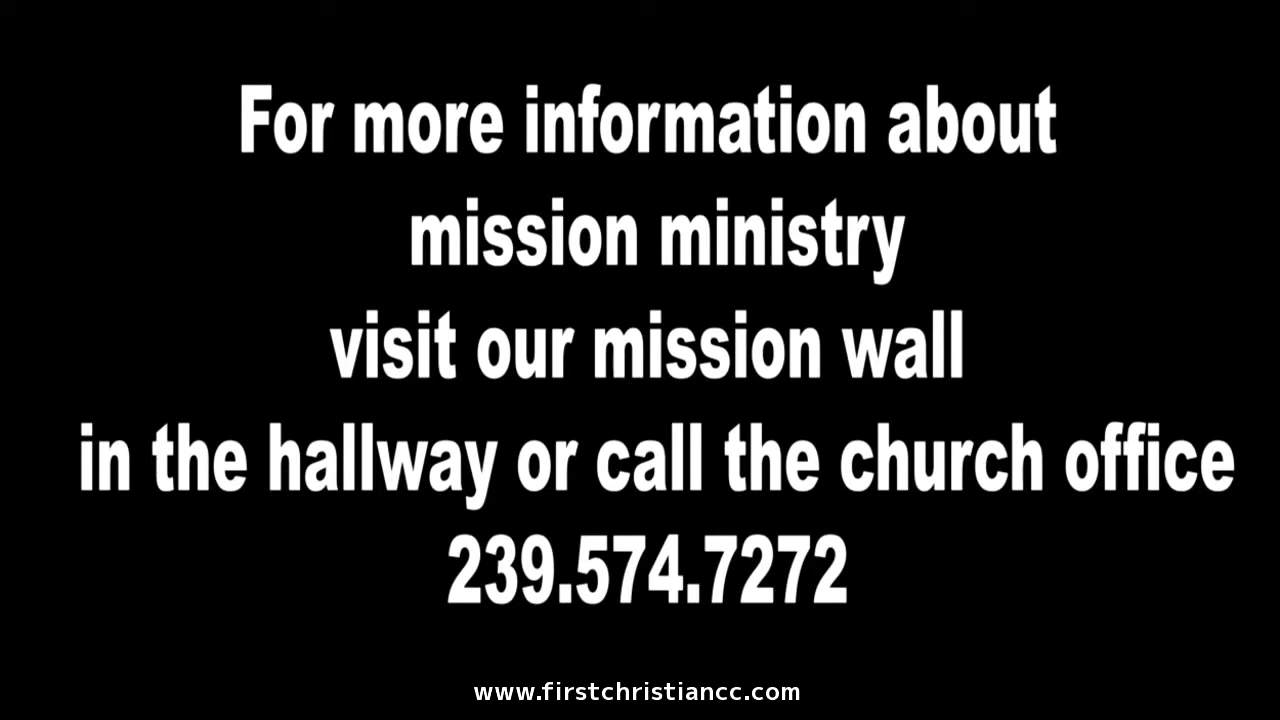 For more information about
mission ministry
visit our mission wall
in the hallway or call the church office
239.574.7272
www.firstchristiancc.com